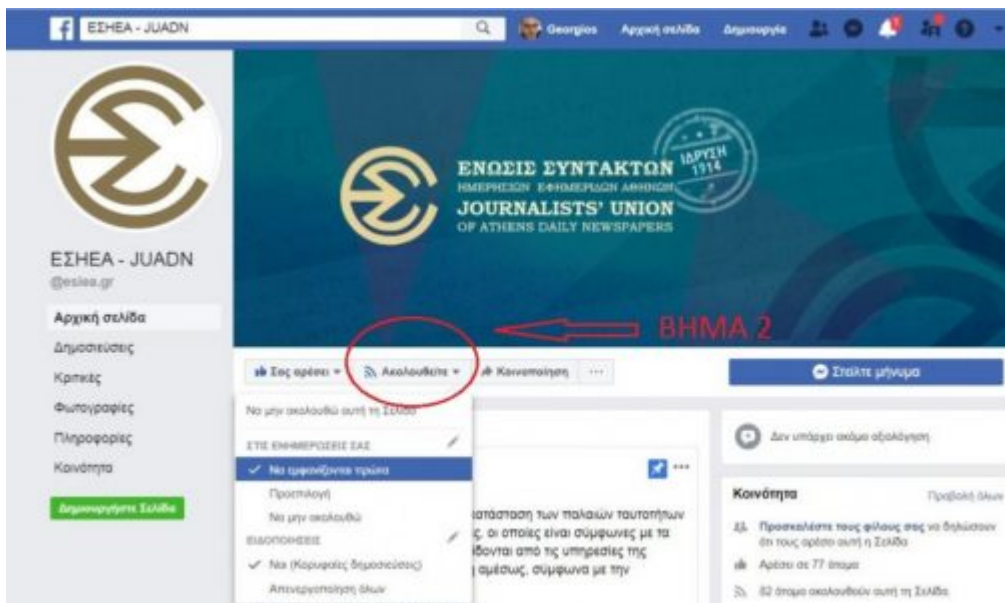 ΕΣΗΕΑ - JUADN
Georgios Αρχική σελίδα Δημιουργία
ΕΝΩΣΙΣ ΣΥΝΤΑΚΤΩΝ
ΗΜΕΡΗΣΙΩΝ ΕΦΗΜΕΡΙΔΩΝ ΑΘΗΝΩΝ
JOURNALISTS' UNION
OF ATHENS DAILY NEWSPAPERS
ΙΔΡΥΣΗ
1914
ΕΣΗΕΑ - JUADN
@esiea.gr
Αρχική σελίδα
Δημοσιεύσεις
Κριτικές
Φωτογραφίες
Πληροφορίες
Κοινότητα
Δημιουργήστε Σελίδα
ΒΗΜΑ 2
Σας αρέσει Ακολουθείτε Κοινοποίηση ...
Στείλτε μήνυμα
Να μην ακολουθώ αυτή τη Σελίδα
ΣΤΙΣ ΕΝΗΜΕΡΩΣΕΙΣ ΣΑΣ
Να εμφανίζονται πρώτα
Προεπιλογή
Να μην ακολουθώ
ΕΙΔΟΠΟΙΗΣΕΙΣ
Ναι (Κορυφαίες δημοσιεύσεις)
Απενεργοποίηση όλων
κατάσταση των παλαιών ταυτοτήτων
ς, οι οποίες είναι σύμφωνες με τα
δονται από τις υπηρεσίες της
αμέσως, σύμφωνα με την
Δεν υπάρχει ακόμα αξιολόγηση
Κοινότητα Προβολή όλων
Προσκαλέστε τους φίλους σας να δηλώσουν
ότι τους αρέσει αυτή η Σελίδα
Αρέσει σε 77 άτομα
82 άτομα ακολουθούν αυτή τη Σελίδα